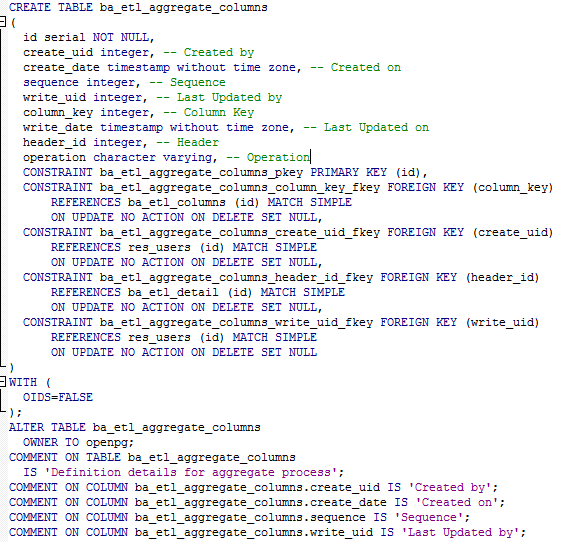 CREATE TABLE ba_etl_aggregate_columns
(
id serial NOT NULL,
create_uid integer, -- Created by
create_date timestamp without time zone, -- Created on
sequence integer, -- Sequence
write_uid integer, -- Last Updated by
column_key integer, -- Column Key
write_date timestamp without time zone, -- Last Updated on
header_id integer, -- Header
operation character varying, -- Operation
CONSTRAINT ba_etl_aggregate_columns_pkey PRIMARY KEY (id),
CONSTRAINT ba_etl_aggregate_columns_column_key_fkey FOREIGN KEY (column_key)
REFERENCES ba_etl_columns (id) MATCH SIMPLE
ON UPDATE NO ACTION ON DELETE SET NULL,
CONSTRAINT ba_etl_aggregate_columns_create_uid_fkey FOREIGN KEY (create_uid)
REFERENCES res_users (id) MATCH SIMPLE
ON UPDATE NO ACTION ON DELETE SET NULL,
CONSTRAINT ba_etl_aggregate_columns_header_id_fkey FOREIGN KEY (header_id)
REFERENCES ba_etl_detail (id) MATCH SIMPLE
ON UPDATE NO ACTION ON DELETE SET NULL,
CONSTRAINT ba_etl_aggregate_columns_write_uid_fkey FOREIGN KEY (write_uid)
REFERENCES res_users (id) MATCH SIMPLE
ON UPDATE NO ACTION ON DELETE SET NULL
)
WITH (
OIDS=FALSE
);
ALTER TABLE ba_etl_aggregate_columns
OWNER TO openpg;
COMMENT ON TABLE ba_etl_aggregate_columns
IS 'Definition details for aggregate process';
COMMENT ON COLUMN ba_etl_aggregate_columns.create_uid IS 'Created by';
COMMENT ON COLUMN ba_etl_aggregate_columns.create_date IS 'Created on';
COMMENT ON COLUMN ba_etl_aggregate_columns.sequence IS 'Sequence';
COMMENT ON COLUMN ba_etl_aggregate_columns.write_uid IS 'Last Updated by';